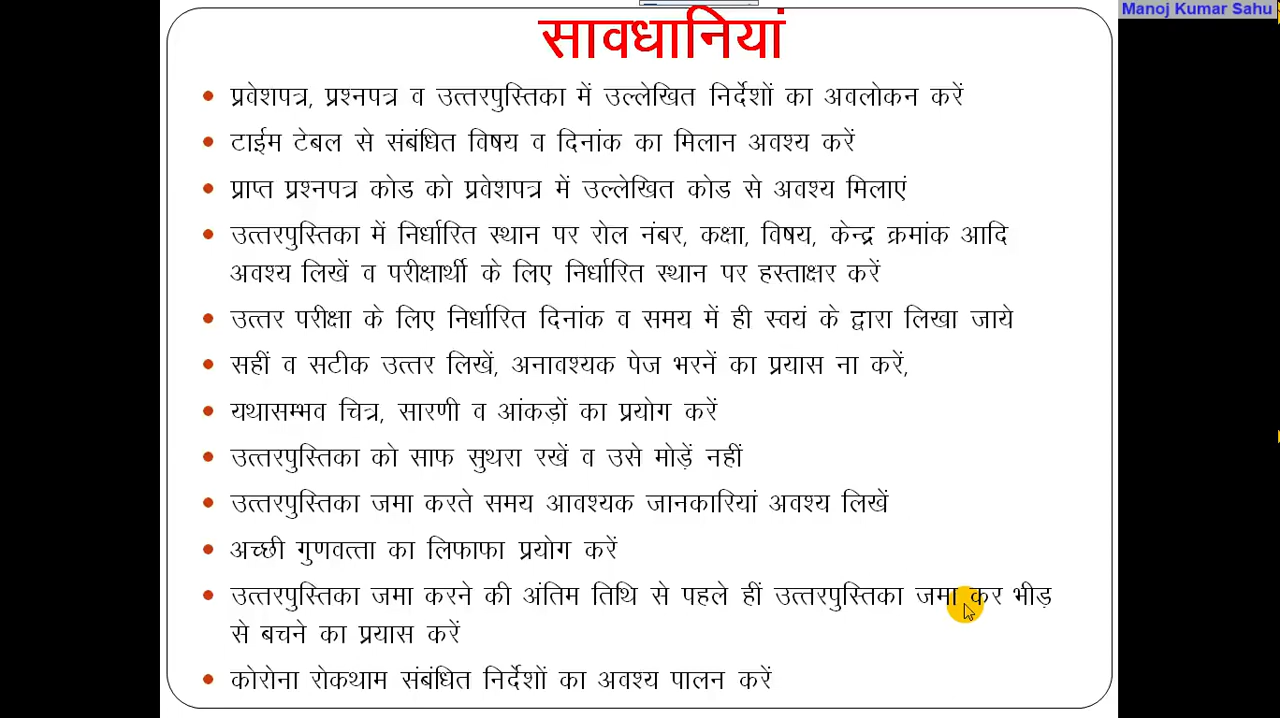 Manoj Kumar Sahu
सावधानियां
• प्रवेशपत्र, प्रश्नपत्र व उत्तरपुस्तिका में उल्लेखित निर्देशों का अवलोकन करें
• टाईम टेबल से संबंधित विषय व दिनांक का मिलान अवश्य करें
• प्राप्त प्रश्नपत्र कोड को प्रवेशपत्र में उल्लेखित कोड से अवश्य मिलाएं
• उत्तरपुस्तिका में निर्धारित स्थान पर रोल नंबर, कक्षा, विषय, केन्द्र क्रमांक आदि
अवश्य लिखें व परीक्षार्थी के लिए निर्धारित स्थान पर हस्ताक्षर करें
• उत्तर परीक्षा के लिए निर्धारित दिनांक व समय में ही स्वयं के द्वारा लिखा जाये
• सहीं व सटीक उत्तर लिखें, अनावश्यक पेज भरनें का प्रयास ना करें,
• यथासम्भव चित्र, सारणी व आंकड़ों का प्रयोग करें
• उत्तरपुस्तिका को साफ सुथरा रखें व उसे मोड़ें नहीं
• उत्तरपुस्तिका जमा करते समय आवश्यक जानकारियां अवश्य लिखें
• अच्छी गुणवत्ता का लिफाफा प्रयोग करें
• उत्तरपुस्तिका जमा करने की अंतिम तिथि से पहले हीं उत्तरपुस्तिका जमा कर भीड़
से बचने का प्रयास करें
• कोरोना रोकथाम संबंधित निर्देशों का अवश्य पालन करें